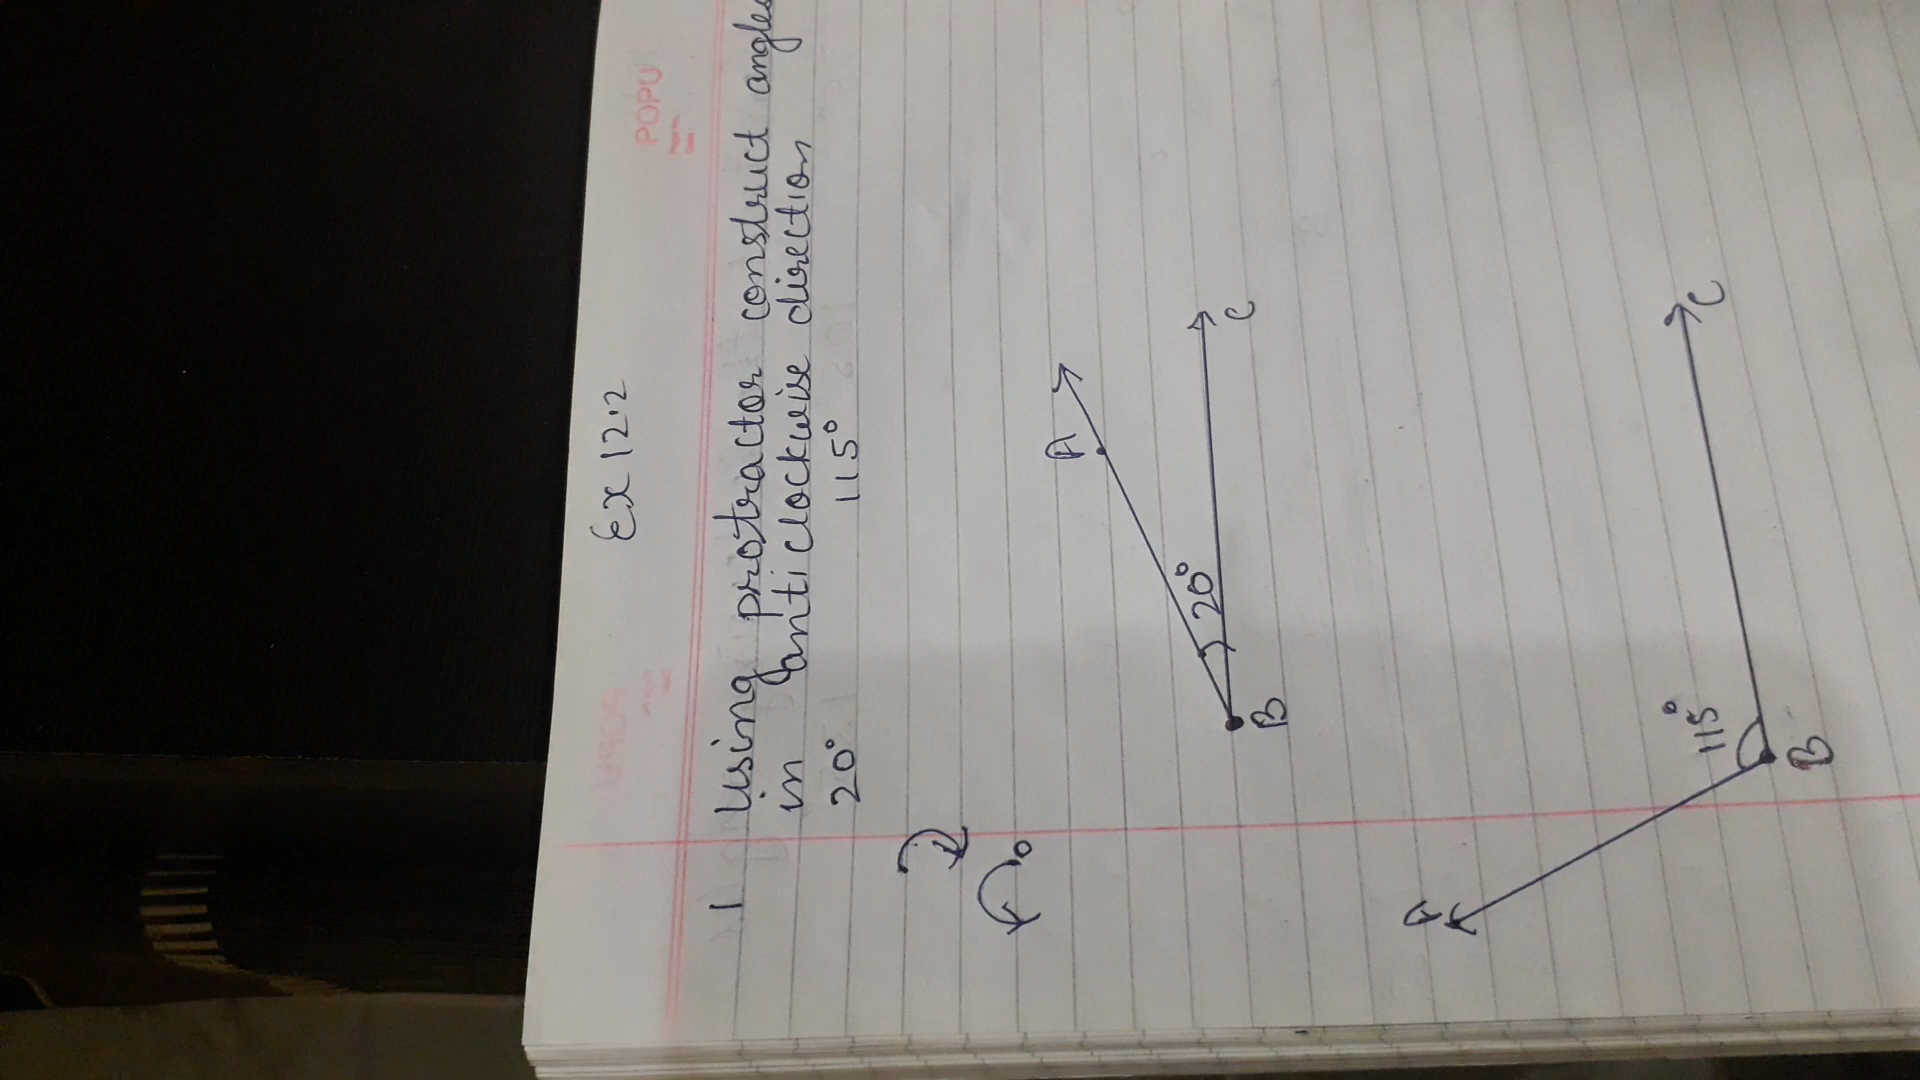 Ex 12.2
1 Using protractor construct angles
in anticlockwise direction
20° 115°
A
20°
B
C
A
115°
B
C